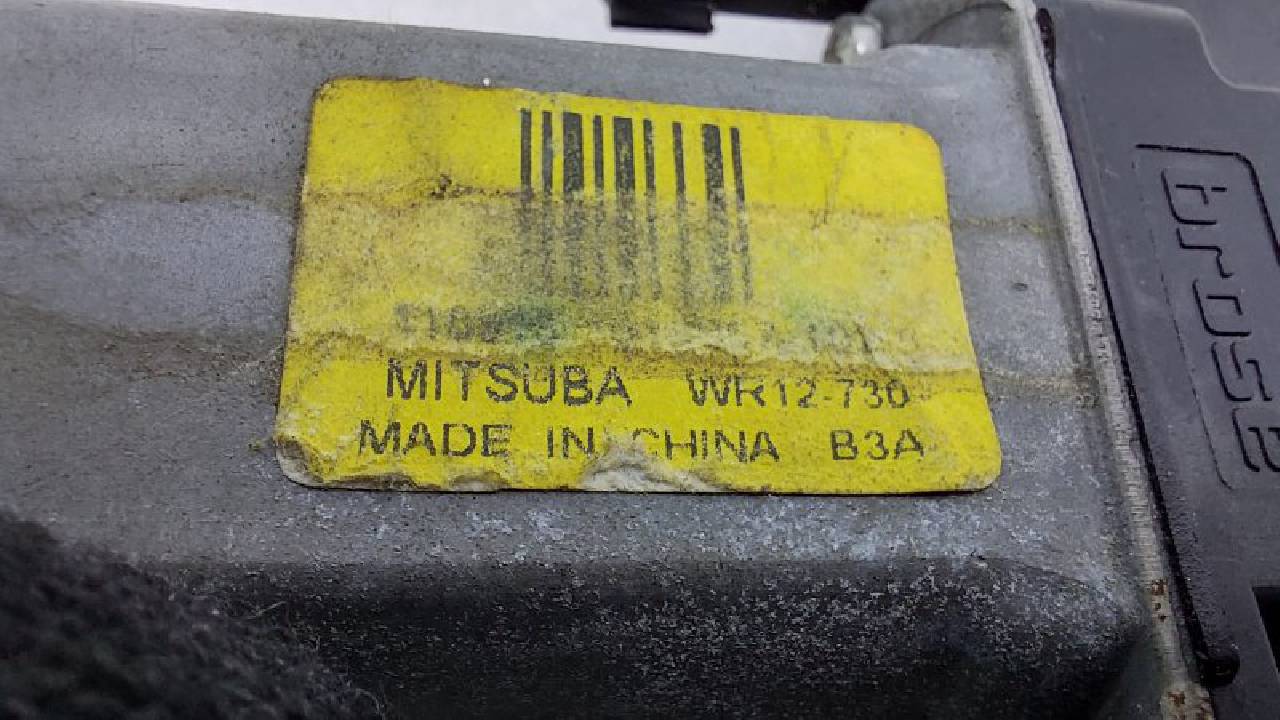 MITSUBA WR12-730
MADE IN CHINA B3A
brose